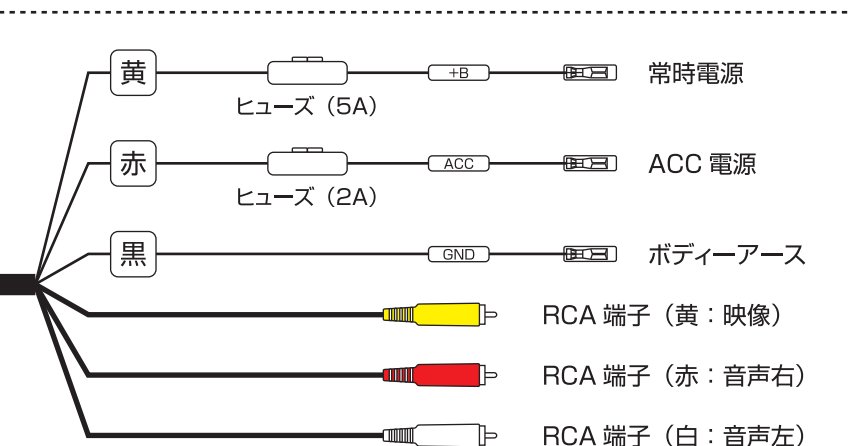 黄 +B 常時電源
ヒューズ（5A）
赤 ACC ACC 電源
ヒューズ（2A）
黒 GND ボディーアース
RCA 端子（黄：映像）
RCA 端子（赤：音声右）
RCA 端子（白：音声左）